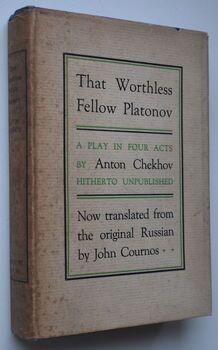 That Worthless
Fellow Platonov
A PLAY IN FOUR ACTS
BY Anton Chekhov
HITHERTO UNPUBLISHED
Now translated from
the original Russian
by John Cournos